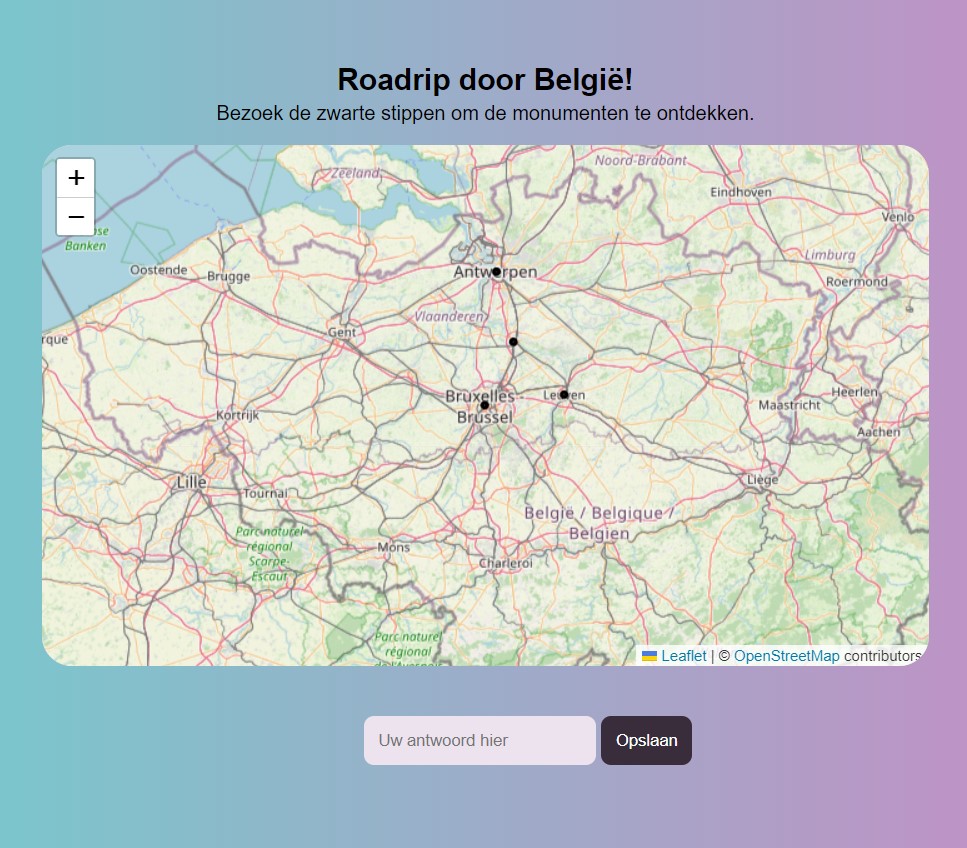 Roadrip door België!
Bezoek de zwarte stippen om de monumenten te ontdekken.
+
−
Noord-Brabant
Zeeland
Eindhoven
Venlo
Banken
Limburg
Oostende
Brugge
Antwerpen
Roermond
Vlaanderen
Gent
rque
Bruxelles -
Brussel
Leuven
Heerlen
Maastricht
Kortrijk
Aachen
Lille
Liège
Tournai
België / Belgique /
Belgien
Parc naturel
régional
Scarpe-
Escaut
Mons
Charleroi
Parc naturel
régional
de l'Avesnois
Leaflet | © OpenStreetMap contributors
Uw antwoord hier
Opslaan